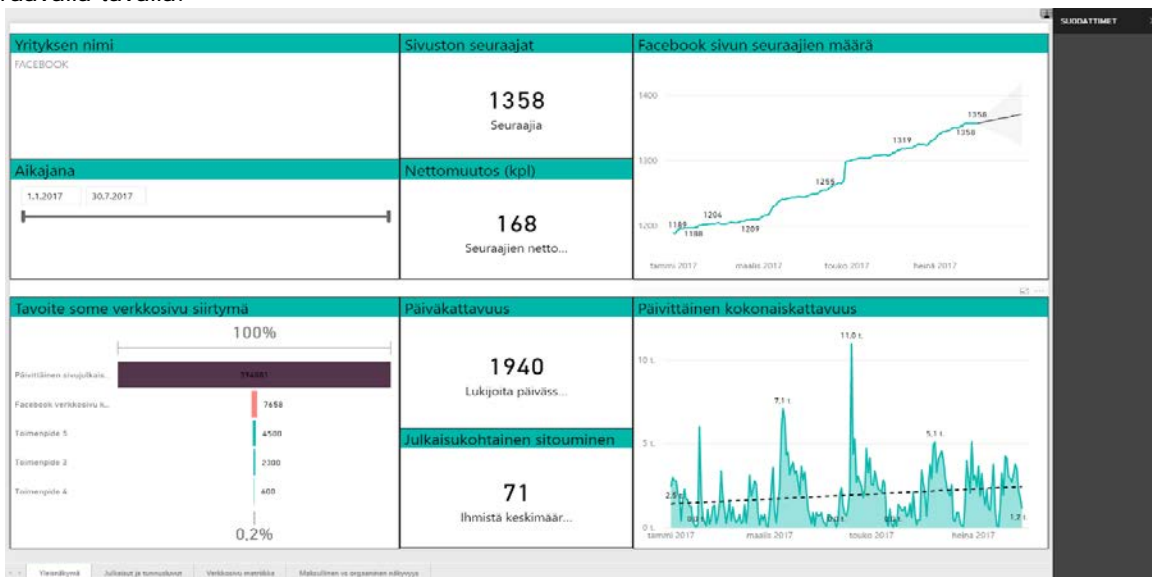 SUODATTIMET
Yrityksen nimi
FACEBOOK
Aikajana
1.1.2017 30.7.2017
Sivuston seuraajat
1358
Seuraajia
Nettomuutos (kpl)
168
Seuraajien netto...
Facebook sivun seuraajien määrä
1400
1300
1200
1189
1188
1204
1209
1255
1319
1358
1358
tammi 2017 maalis 2017 touko 2017 heinä 2017
Tavoite some verkkosivu siirtymä
100%
Päivittäinen sivujulkais...
Facebook verkkosivu k...
7658
Toimenpide 5
4500
Toimenpide 2
2300
Toimenpide 4
600
0,2%
Päiväkattavuus
1940
Lukijoita päiväss...
Julkaisukohtainen sitouminen
71
Ihmistä keskimäär...
Päivittäinen kokonaiskattavuus
10 t.
5 t.
0 t.
11,0 t.
7,1 t.
5,1 t.
1,2 t.
tammi 2017 maalis 2017 touko 2017 heinä 2017
Yleisnäkymä Julkaisut ja tunnusluvut Verkkosivu metriikka Maksullinen vs orgaaninen näkyvyys